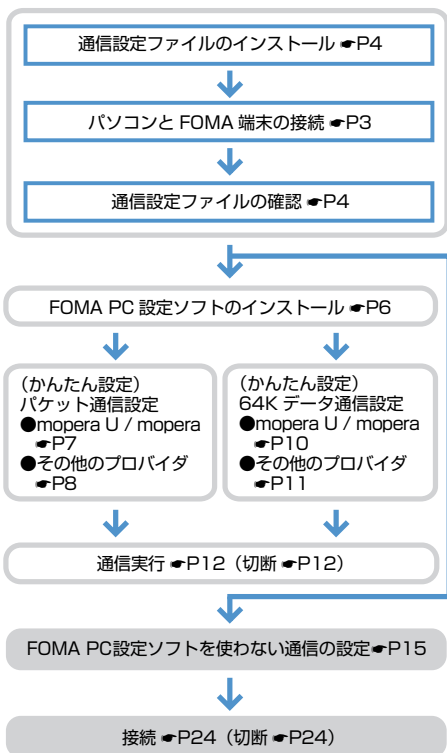 通信設定ファイルのインストール ☛P4
パソコンと FOMA 端末の接続 ☛P3
通信設定ファイルの確認 ☛P4
FOMA PC 設定ソフトのインストール ☛P6
（かんたん設定）
パケット通信設定
●mopera U / mopera
☛P7
●その他のプロバイダ
☛P8
（かんたん設定）
64K データ通信設定
●mopera U / mopera
☛P10
●その他のプロバイダ
☛P11
通信実行 ☛P12（切断 ☛P12）
FOMA PC設定ソフトを使わない通信の設定☛P15
接続 ☛P24（切断 ☛P24）